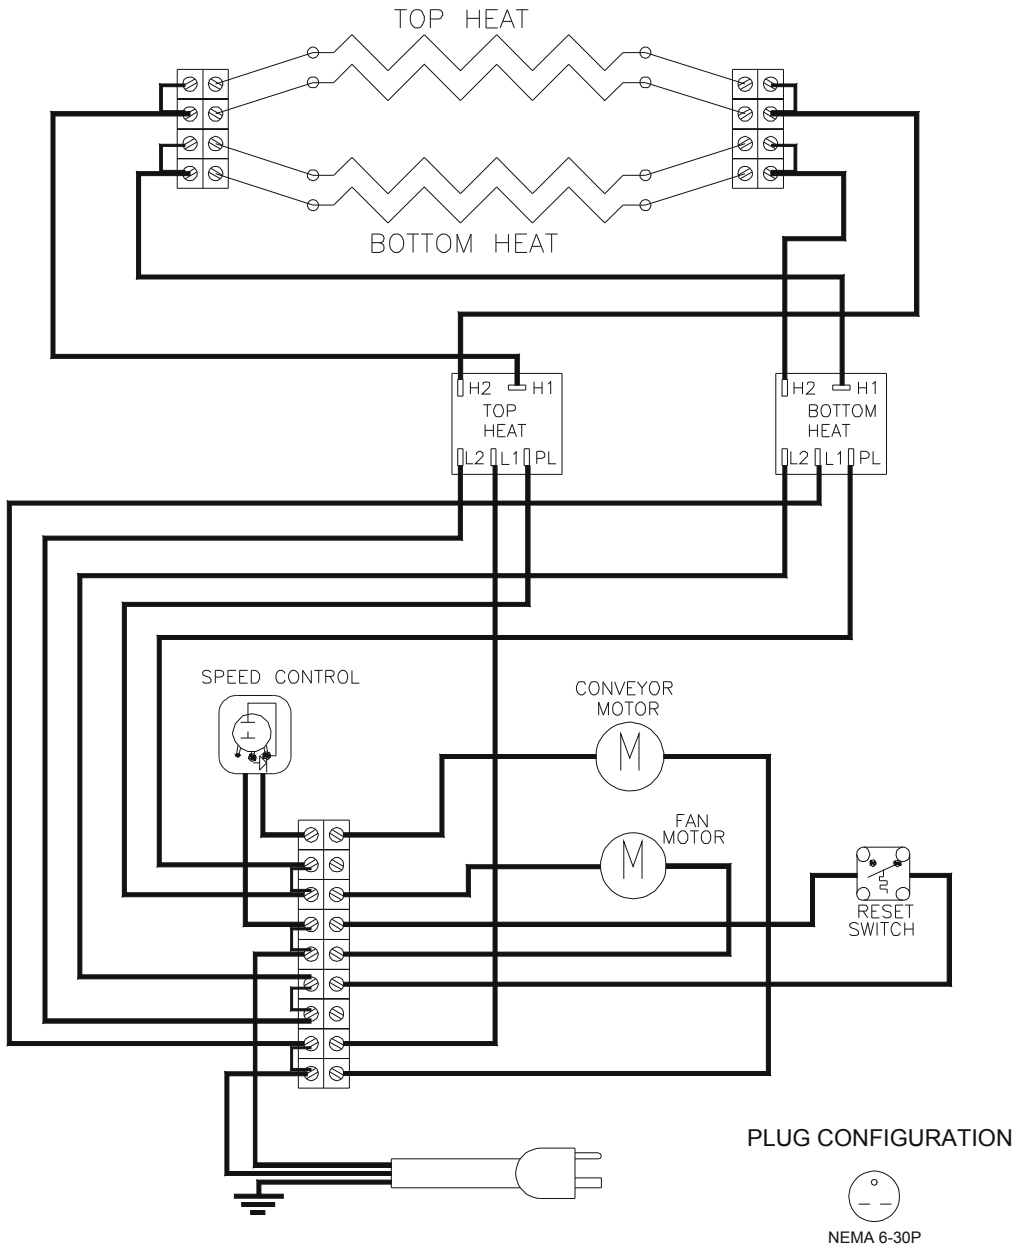 TOP HEAT
BOTTOM HEAT
H2 H1
TOP
HEAT
L2 L1 PL
H2 H1
BOTTOM
HEAT
L2 L1 PL
SPEED CONTROL
CONVEYOR
MOTOR
M
FAN
MOTOR
M
RESET
SWITCH
PLUG CONFIGURATION
NEMA 6-30P